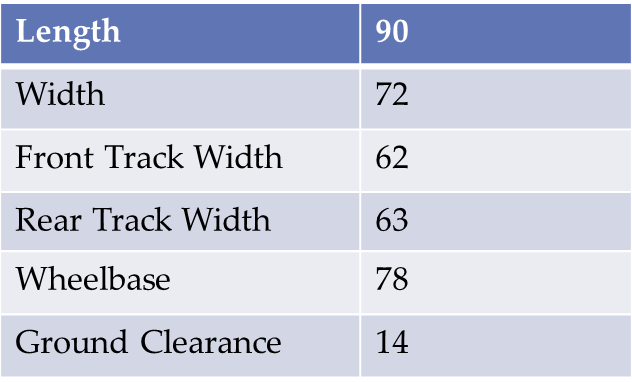 Length 90
Width 72
Front Track Width 62
Rear Track Width 63
Wheelbase 78
Ground Clearance 14